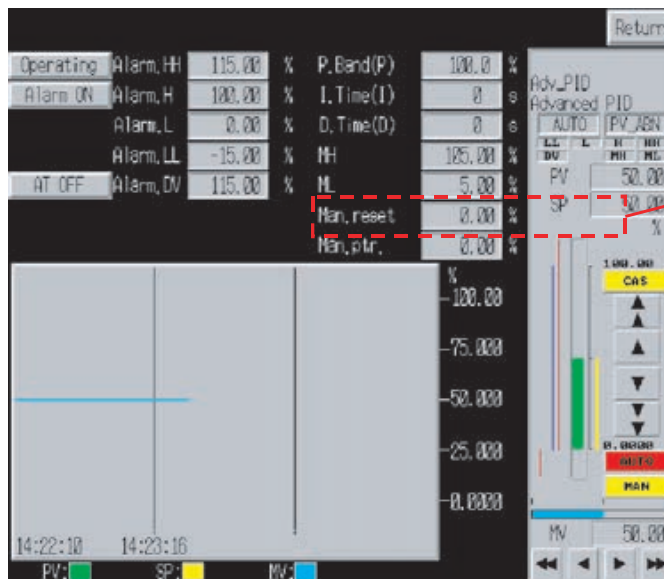 Return
Operating Alarm,HH 115.00 % P.Band(P) 100.0 %
Alarm ON Alarm,H 100.00 % I.Time(I) 0 s
Alarm,L 0.00 % D.Time(D) 0 s
Alarm,LL -15.00 % MH 105.00 %
AT OFF Alarm,DV 115.00 % ML 5.00 %
Man.reset 0.00 %
Man.ptr. 0.00 %
Adv_PID
Advanced PID
AUTO PV_ABN
LL L H HH
DV MH ML
PV 50.00
SP 50.00
%
100.00
CAS
0.0000
AUTO
MAN
MV 50.00
%
100.00
75.000
50.000
25.000
0.0000
14:22:10 14:23:16
PV: SP: MV: